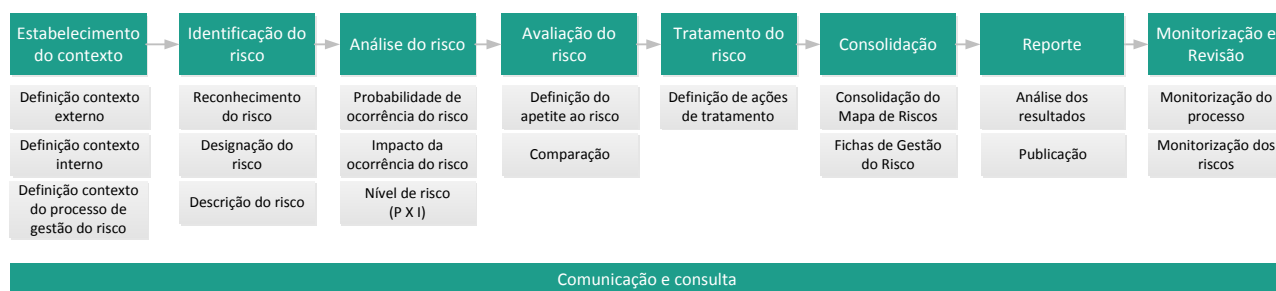 Estabelecimento
do contexto
Identificação do
risco
Análise do risco
Avaliação do
risco
Tratamento do
risco
Consolidação
Reporte
Monitorização e
Revisão
Definição contexto
externo
Definição contexto
interno
Definição contexto
do processo de
gestão do risco
Reconhecimento
do risco
Designação do
risco
Descrição do risco
Probabilidade de
ocorrência do risco
Impacto da
ocorrência do risco
Nível de risco
(P X I)
Definição do
apetite ao risco
Comparação
Definição de ações
de tratamento
Consolidação do
Mapa de Riscos
Fichas de Gestão
do Risco
Análise dos
resultados
Publicação
Monitorização do
processo
Monitorização dos
riscos
Comunicação e consulta